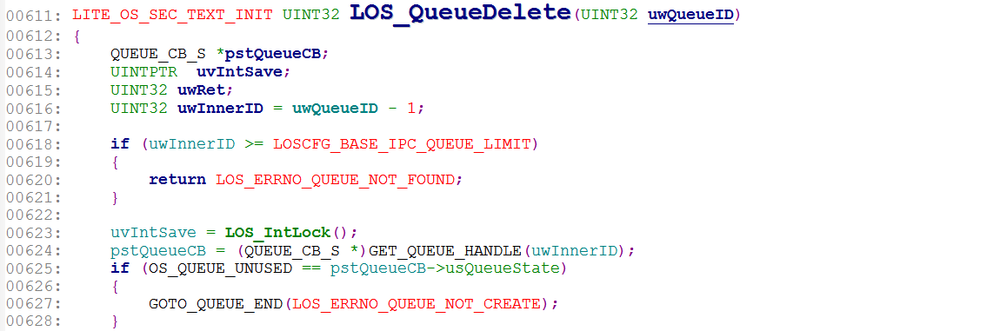 00611: LITE_OS_SEC_TEXT_INIT UINT32 LOS_QueueDelete(UINT32 uwQueueID)
00612: {
00613:     QUEUE_CB_S *pstQueueCB;
00614:     UINTPTR  uvIntSave;
00615:     UINT32 uwRet;
00616:     UINT32 uwInnerID = uwQueueID - 1;
00617:
00618:     if (uwInnerID >= LOSCFG_BASE_IPC_QUEUE_LIMIT)
00619:     {
00620:         return LOS_ERRNO_QUEUE_NOT_FOUND;
00621:     }
00622:
00623:     uvIntSave = LOS_IntLock();
00624:     pstQueueCB = (QUEUE_CB_S *)GET_QUEUE_HANDLE(uwInnerID);
00625:     if (OS_QUEUE_UNUSED == pstQueueCB->usQueueState)
00626:     {
00627:         GOTO_QUEUE_END(LOS_ERRNO_QUEUE_NOT_CREATE);
00628:     }